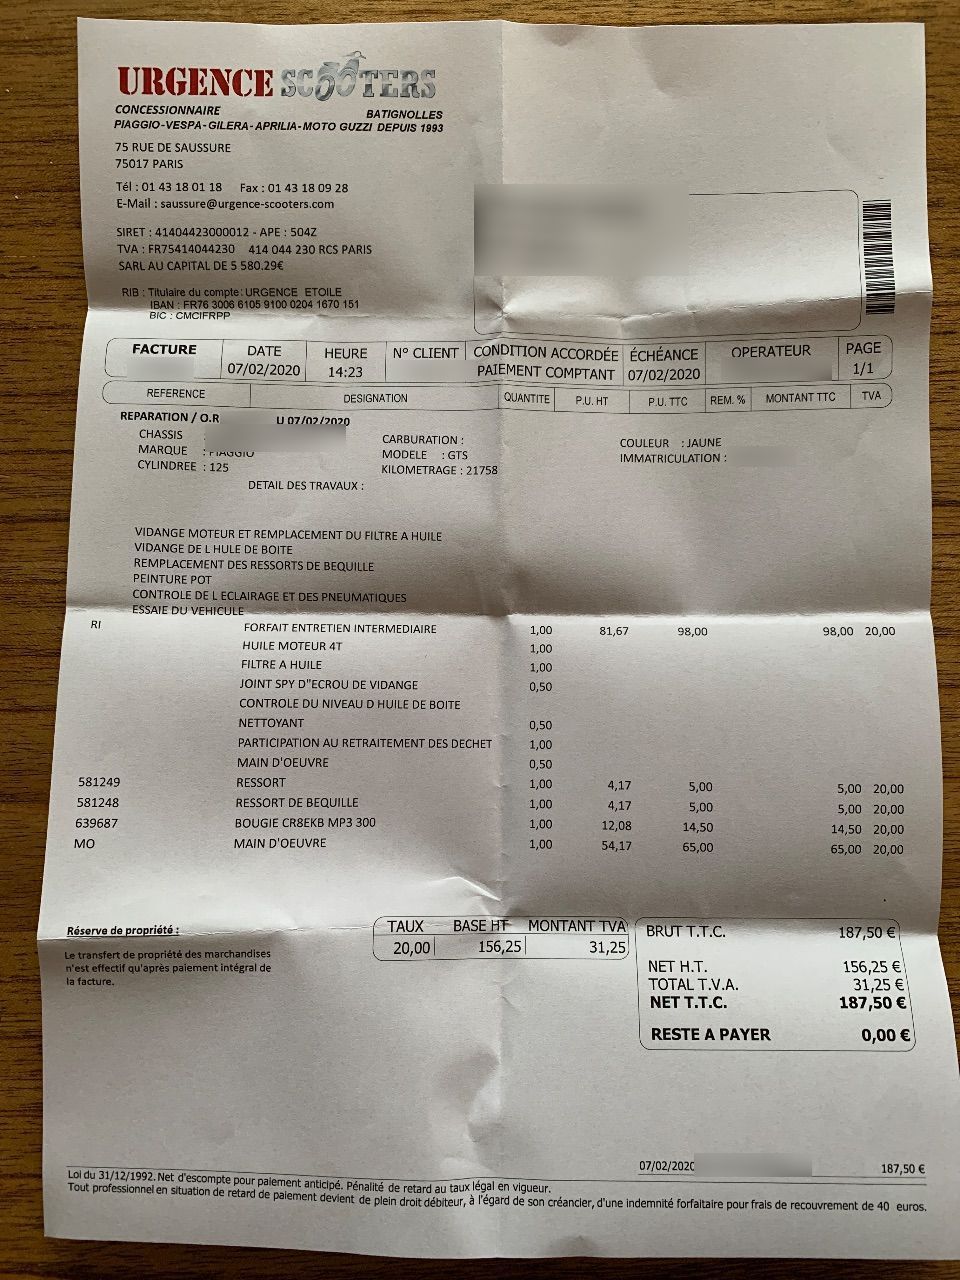 URGENCE SCOOTERS
CONCESSIONNAIRE BATIGNOLLES
PIAGGIO-VESPA-GILERA-APRILIA-MOTO GUZZI DEPUIS 1993
75 RUE DE SAUSSURE
75017 PARIS
Tél : 01 43 18 01 18 Fax : 01 43 18 09 28
E-Mail : saussure@urgence-scooters.com
SIRET : 41404423000012 - APE : 504Z
TVA : FR75414044230 414 044 230 RCS PARIS
SARL AU CAPITAL DE 5 580.29€
RIB : Titulaire du compte: URGENCE ETOILE
IBAN : FR76 3006 6105 9100 0204 1670 151
BIC : CMCIFRPP
FACTURE DATE HEURE N° CLIENT CONDITION ACCORDÉE ÉCHÉANCE OPERATEUR PAGE
07/02/2020 14:23 PAIEMENT COMPTANT 07/02/2020 1/1
REFERENCE DESIGNATION QUANTITE P.U. HT P.U. TTC REM. % MONTANT TTC TVA
REPARATION / O.R U 07/02/2020
CHASSIS : CARBURATION : COULEUR : JAUNE
MARQUE : PIAGGIO MODELE : GTS IMMATRICULATION :
CYLINDREE : 125 KILOMETRAGE : 21758
DETAIL DES TRAVAUX :
VIDANGE MOTEUR ET REMPLACEMENT DU FILTRE A HUILE
VIDANGE DE L HULE DE BOITE
REMPLACEMENT DES RESSORTS DE BEQUILLE
PEINTURE POT
CONTROLE DE L ECLAIRAGE ET DES PNEUMATIQUES
ESSAIE DU VEHICULE
RI FORFAIT ENTRETIEN INTERMEDIAIRE 1,00 81,67 98,00 98,00 20,00
HUILE MOTEUR 4T 1,00
FILTRE A HUILE 1,00
JOINT SPY D"ECROU DE VIDANGE 0,50
CONTROLE DU NIVEAU D HUILE DE BOITE
NETTOYANT 0,50
PARTICIPATION AU RETRAITEMENT DES DECHET 1,00
MAIN D'OEUVRE 0,50
581249 RESSORT 1,00 4,17 5,00 5,00 20,00
581248 RESSORT DE BEQUILLE 1,00 4,17 5,00 5,00 20,00
639687 BOUGIE CR8EKB MP3 300 1,00 12,08 14,50 14,50 20,00
MO MAIN D'OEUVRE 1,00 54,17 65,00 65,00 20,00
Réserve de propriété :
Le transfert de propriété des marchandises
n'est effectif qu'après paiement intégral de
la facture.
TAUX BASE HT MONTANT TVA
20,00 156,25 31,25
BRUT T.T.C. 187,50 €
NET H.T. 156,25 €
TOTAL T.V.A. 31,25 €
NET T.T.C. 187,50 €
RESTE A PAYER 0,00 €
07/02/2020 187,50 €
Loi du 31/12/1992. Net d'escompte pour paiement anticipé. Pénalité de retard au taux légal en vigueur.
Tout professionnel en situation de retard de paiement devient de plein droit débiteur, à l'égard de son créancier, d'une indemnité forfaitaire pour frais de recouvrement de 40 euros.